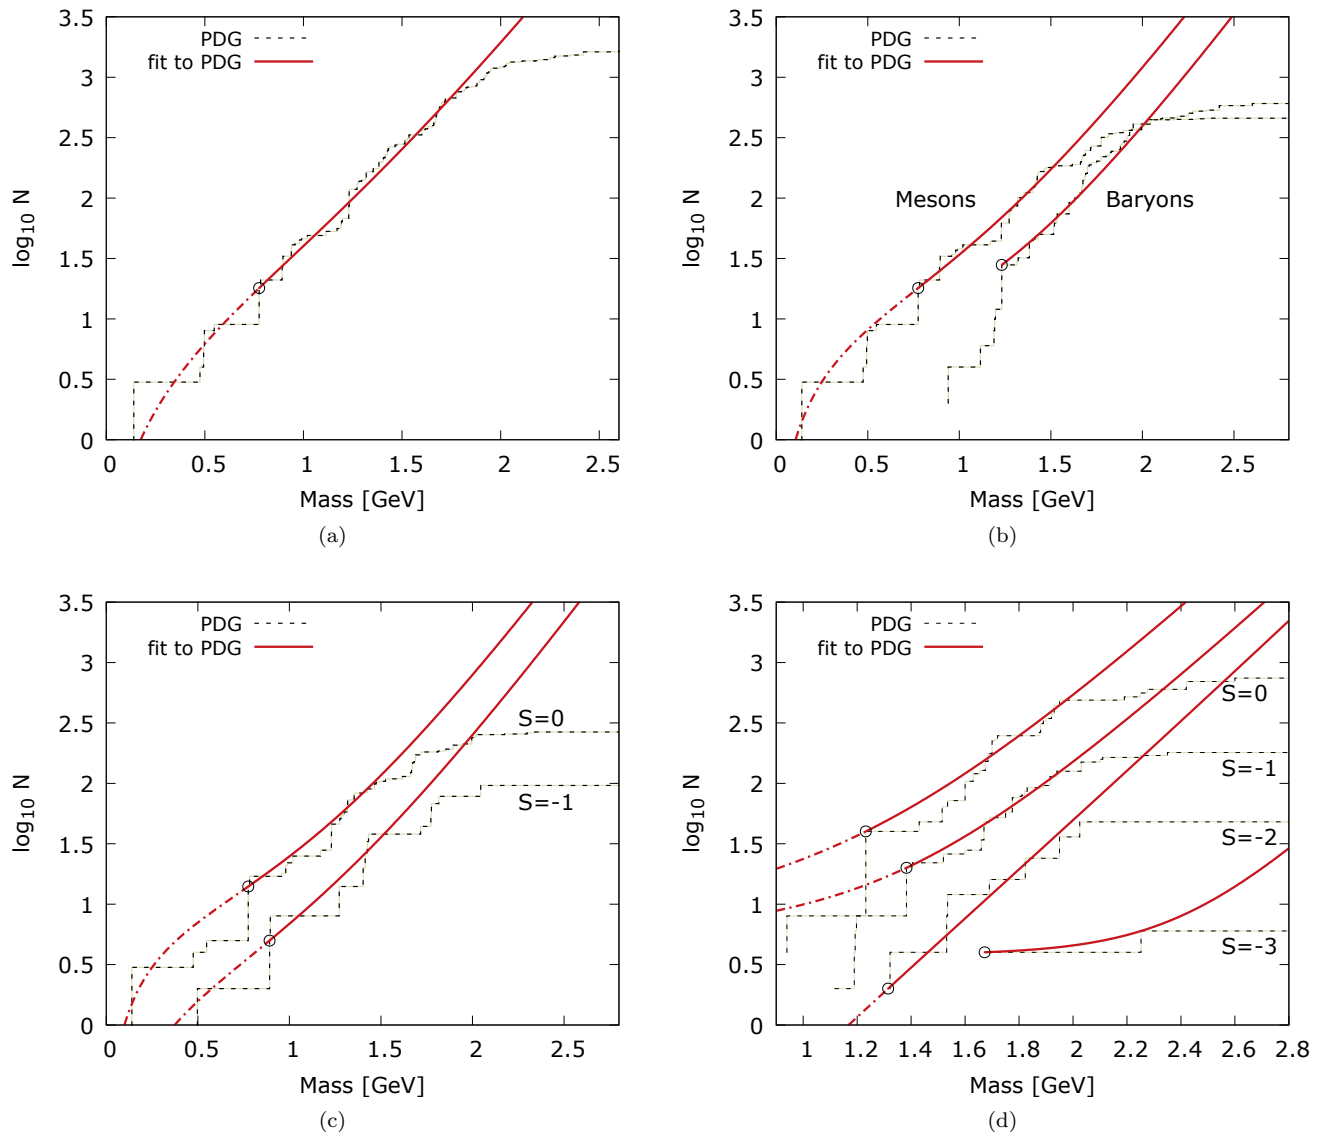 3.5
3
2.5
2
1.5
1
0.5
0
log10 N
PDG
fit to PDG
0 0.5 1 1.5 2 2.5
Mass [GeV]
(a)
3.5
3
2.5
2
1.5
1
0.5
0
log10 N
PDG
fit to PDG
Mesons
Baryons
0 0.5 1 1.5 2 2.5
Mass [GeV]
(b)
3.5
3
2.5
2
1.5
1
0.5
0
log10 N
PDG
fit to PDG
S=0
S=-1
0 0.5 1 1.5 2 2.5
Mass [GeV]
(c)
3.5
3
2.5
2
1.5
1
0.5
0
log10 N
PDG
fit to PDG
S=0
S=-1
S=-2
S=-3
1 1.2 1.4 1.6 1.8 2 2.2 2.4 2.6 2.8
Mass [GeV]
(d)